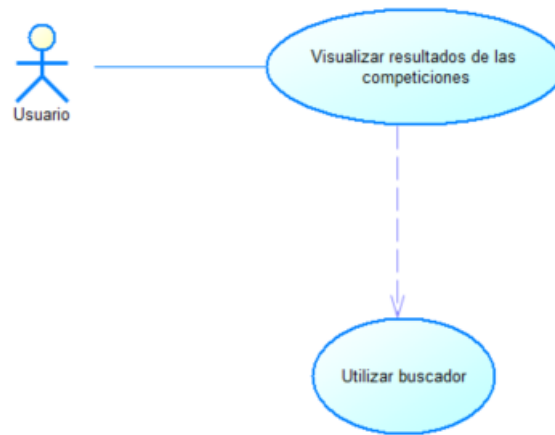 Visualizar resultados de las
competiciones
Usuario
Utilizar buscador